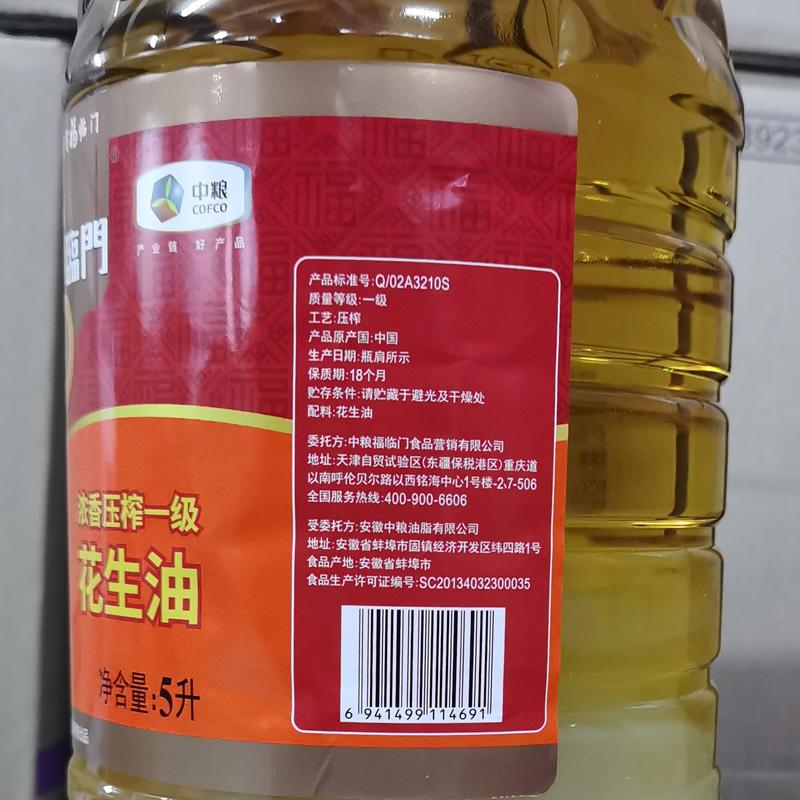 福临门
中粮
COFCO
产业链 好产品
臨門
产品标准号:Q/02A3210S
质量等级:一级
工艺:压榨
产品原产国:中国
生产日期:瓶肩所示
保质期:18个月
贮存条件:请贮藏于避光及干燥处
配料:花生油
委托方:中粮福临门食品营销有限公司
地址:天津自贸试验区(东疆保税港区)重庆道
以南呼伦贝尔路以西铭海中心1号楼-2、7-506
全国服务热线:400-900-6606
受委托方:安徽中粮油脂有限公司
地址:安徽省蚌埠市固镇经济开发区纬四路1号
食品产地:安徽省蚌埠市
食品生产许可证编号:SC20134032300035
浓香压榨一级
花生油
净含量:5升
6 941499 114691